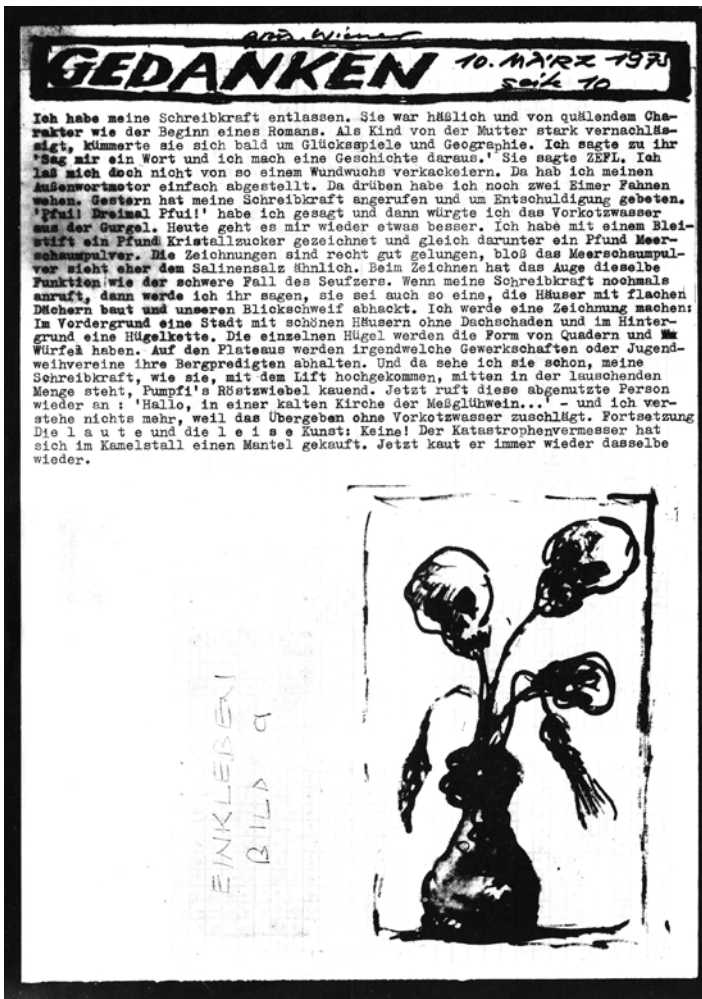 Arn. Wiener
GEDANKEN 10. MÄRZ 1975
Seite 10
Ich habe meine Schreibkraft entlassen. Sie war häßlich und von quälendem Cha-
rakter wie der Beginn eines Romans. Als Kind von der Mutter stark vernachläs-
sigt, kümmerte sie sich bald um Glücksspiele und Geographie. Ich sagte zu ihr
'Sag mir ein Wort und ich mach eine Geschichte daraus.' Sie sagte ZEFL. Ich
laß mich doch nicht von so einem Wundwuchs verkackeiern. Da hab ich meinen
Außenwortmotor einfach abgestellt. Da drüben habe ich noch zwei Eimer Fahnen
wehen. Gestern hat meine Schreibkraft angerufen und um Entschuldigung gebeten.
'Pfui! Dreimal Pfui!' habe ich gesagt und dann würgte ich das Vorkotzwasser
aus der Gurgel. Heute geht es mir wieder etwas besser. Ich habe mit einem Blei-
stift ein Pfund Kristallzucker gezeichnet und gleich darunter ein Pfund Meer-
schaumpulver. Die Zeichnungen sind recht gut gelungen, bloß das Meerschaumpul-
ver sieht eher dem Salinensalz ähnlich. Beim Zeichnen hat das Auge dieselbe
Funktion wie der schwere Fall des Seufzers. Wenn meine Schreibkraft nochmals
anruft, dann werde ich ihr sagen, sie sei auch so eine, die Häuser mit flachen
Dächern baut und unseren Blickschweif abhackt. Ich werde eine Zeichnung machen:
Im Vordergrund eine Stadt mit schönen Häusern ohne Dachschaden und im Hinter-
grund eine Hügelkette. Die einzelnen Hügel werden die Form von Quadern und
Würfel haben. Auf den Plateaus werden irgendwelche Gewerkschaften oder Jugend-
weihvereine ihre Bergpredigten abhalten. Und da sehe ich sie schon, meine
Schreibkraft, wie sie, mit dem Lift hochgekommen, mitten in der lauschenden
Menge steht, Pumpfi's Röstzwiebel kauend. Jetzt ruft diese abgenutzte Person
wieder an : 'Hallo, in einer kalten Kirche der Meßglühwein...' - und ich ver-
stehe nichts mehr, weil das Übergeben ohne Vorkotzwasser zuschlägt. Fortsetzung
Die l a u t e und die l e i s e Kunst: Keine! Der Katastrophenvermesser hat
sich im Kamelstall einen Mantel gekauft. Jetzt kaut er immer wieder dasselbe
wieder.
EINKLEBEN
BILD 9